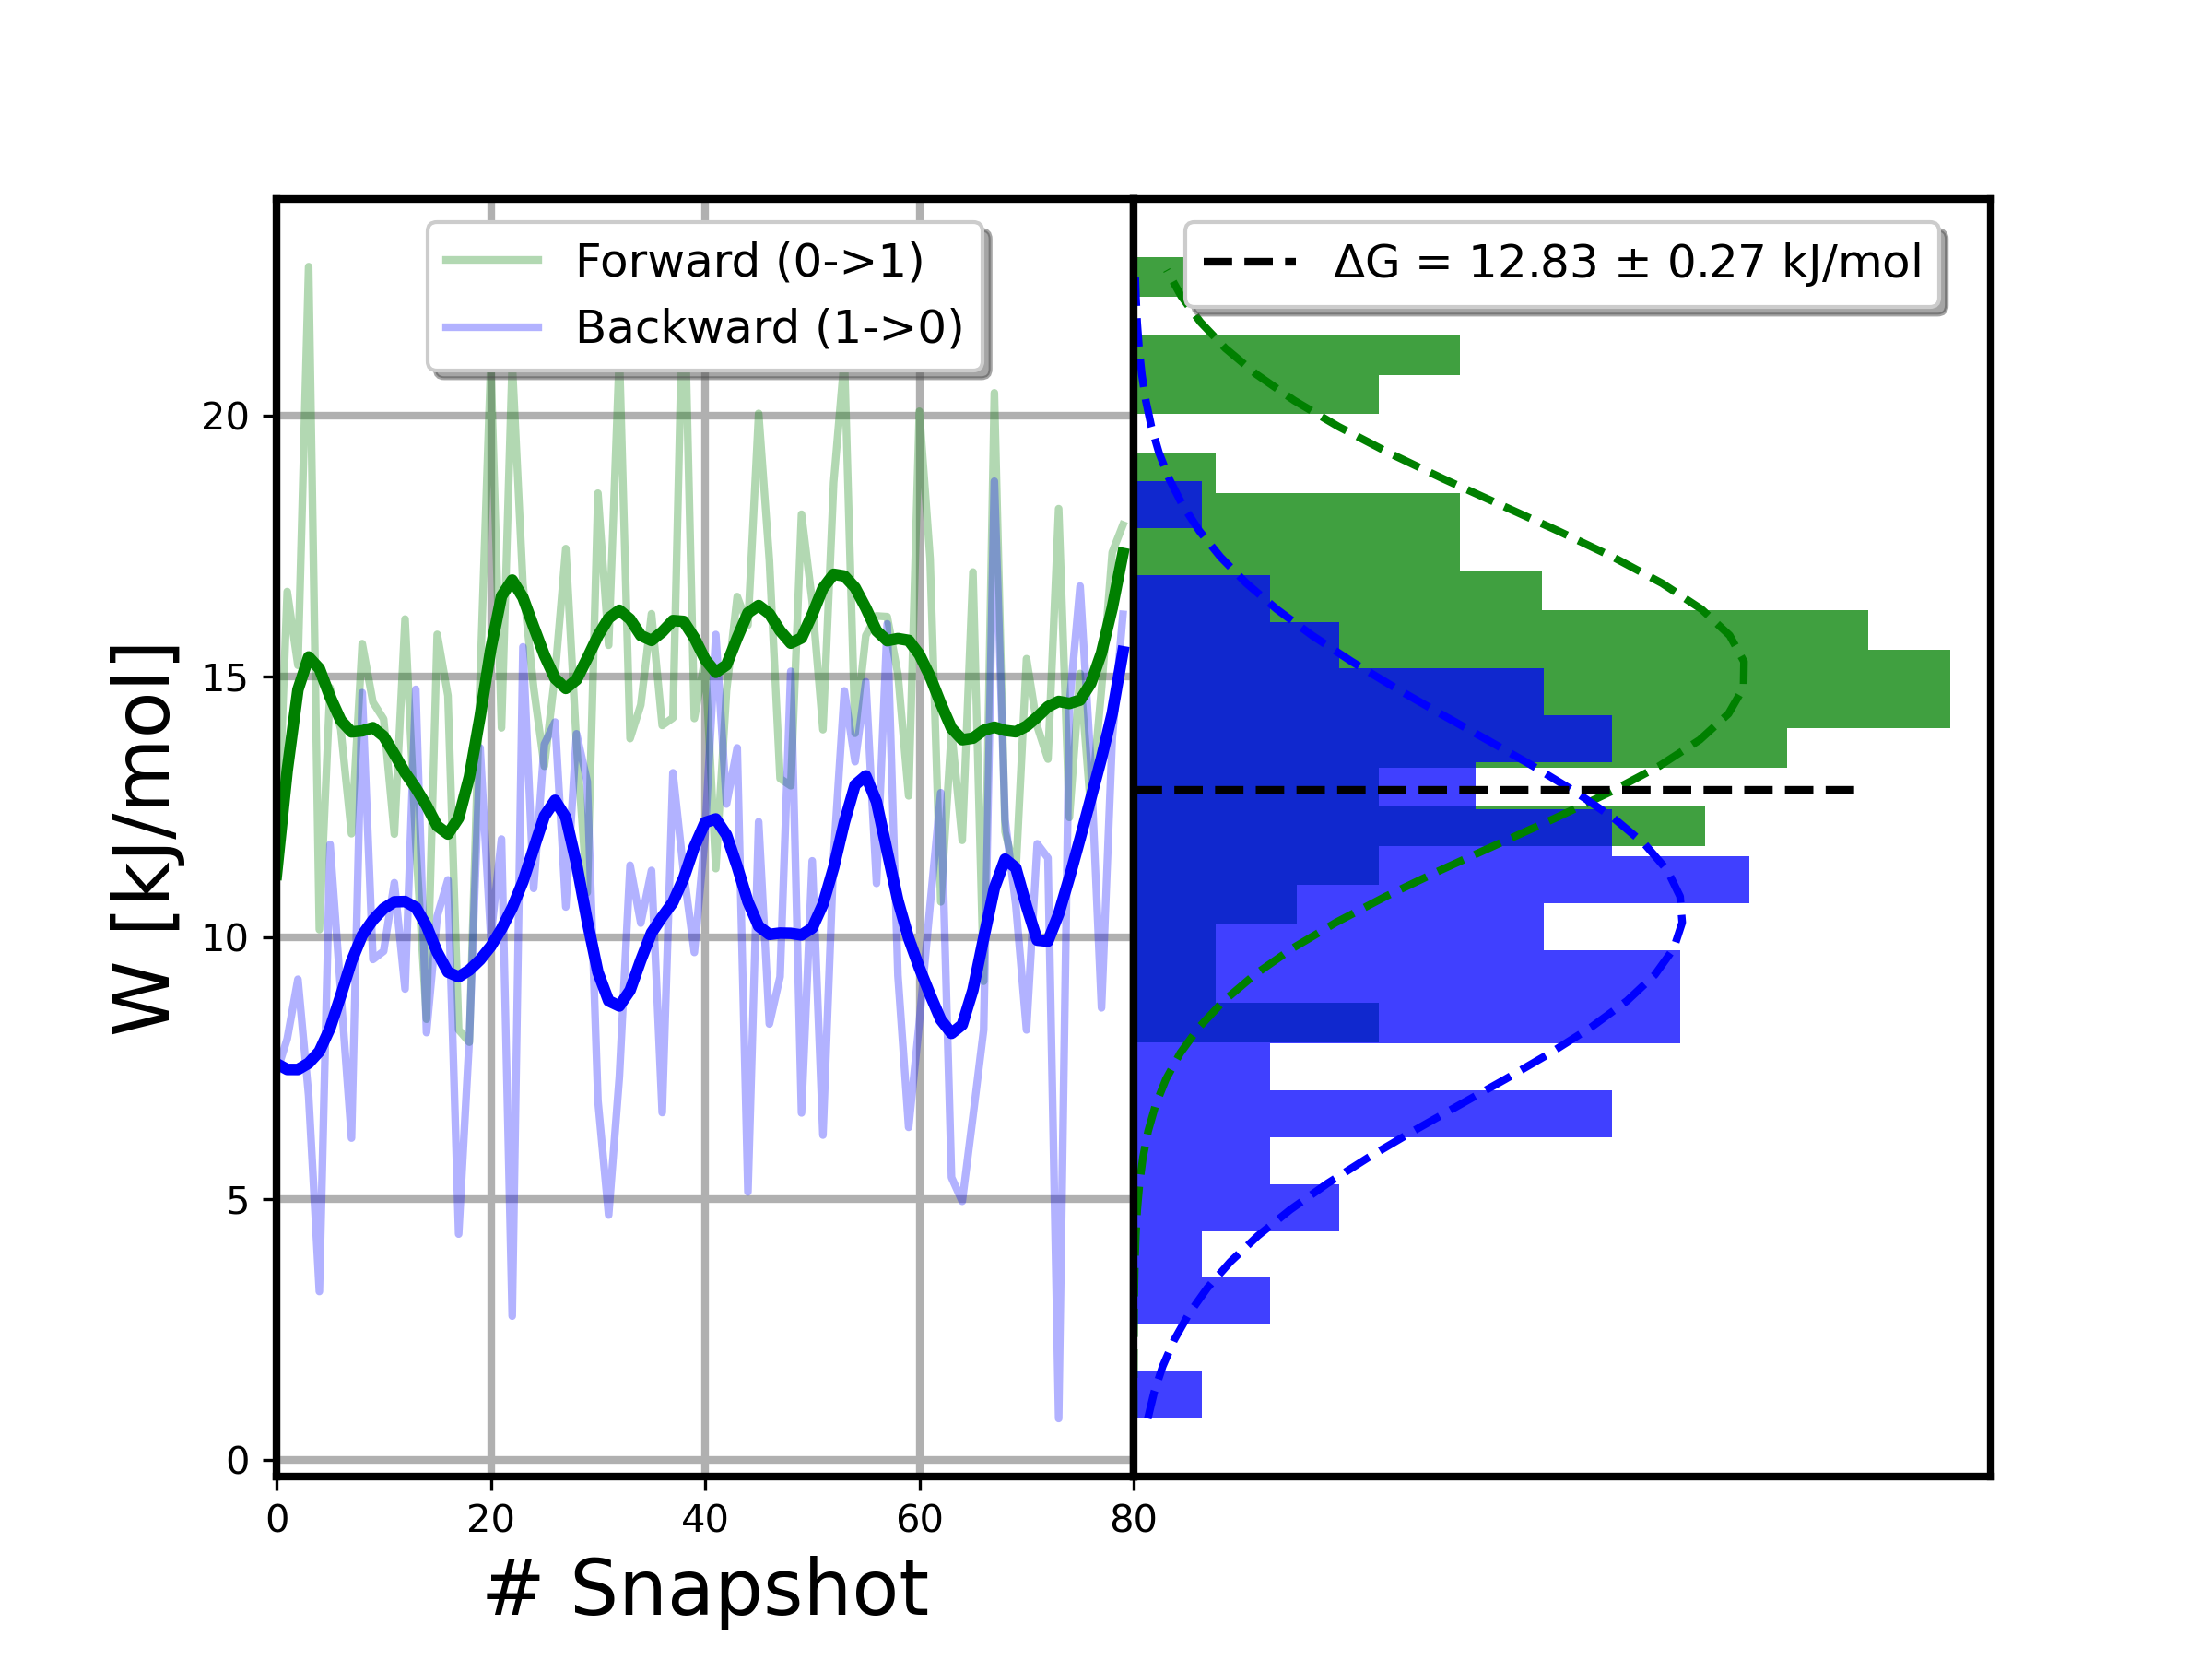 Forward (0->1)
Backward (1->0)
ΔG = 12.83 ± 0.27 kJ/mol
W [kJ/mol]
20
15
10
5
0
0 20 40 60 80
# Snapshot